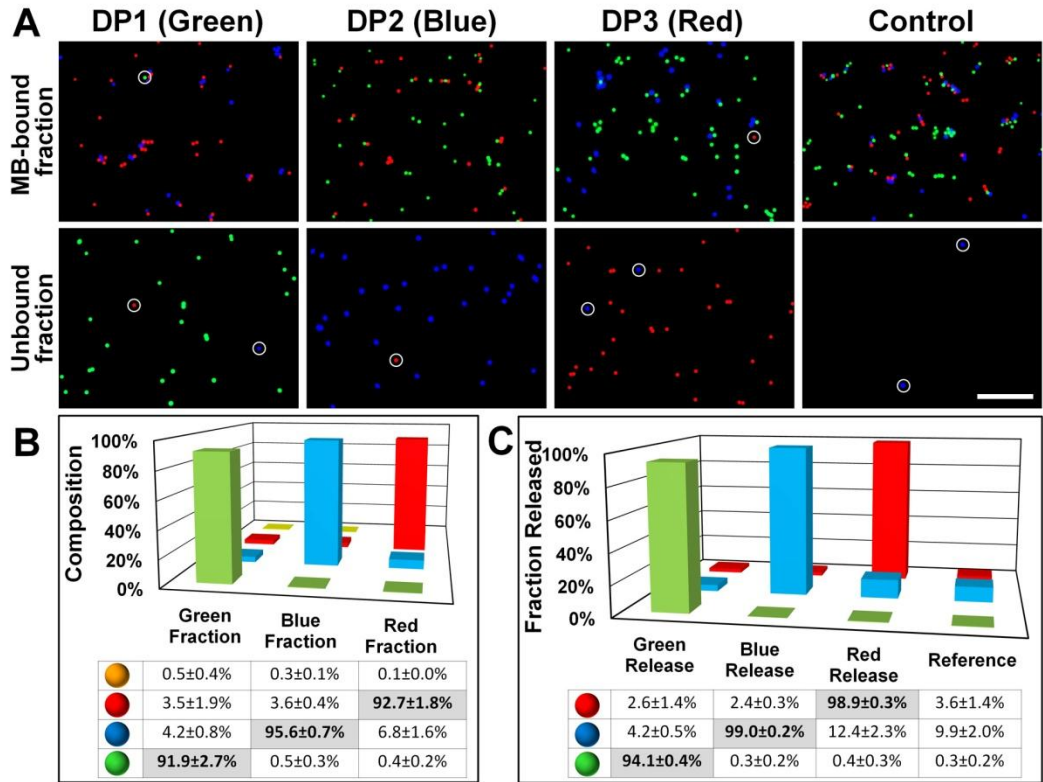 A
DP1 (Green) DP2 (Blue) DP3 (Red) Control
MB-bound
fraction
Unbound
fraction
B
Composition
100%
80%
60%
40%
20%
0%
Green
Fraction
Blue
Fraction
Red
Fraction
0.5±0.4% 0.3±0.1% 0.1±0.0%
3.5±1.9% 3.6±0.4% 92.7±1.8%
4.2±0.8% 95.6±0.7% 6.8±1.6%
91.9±2.7% 0.5±0.3% 0.4±0.2%
C
Fraction Released
100%
80%
60%
40%
20%
0%
Green
Release
Blue
Release
Red
Release
Reference
2.6±1.4% 2.4±0.3% 98.9±0.3% 3.6±1.4%
4.2±0.5% 99.0±0.2% 12.4±2.3% 9.9±2.0%
94.1±0.4% 0.3±0.2% 0.4±0.3% 0.3±0.2%